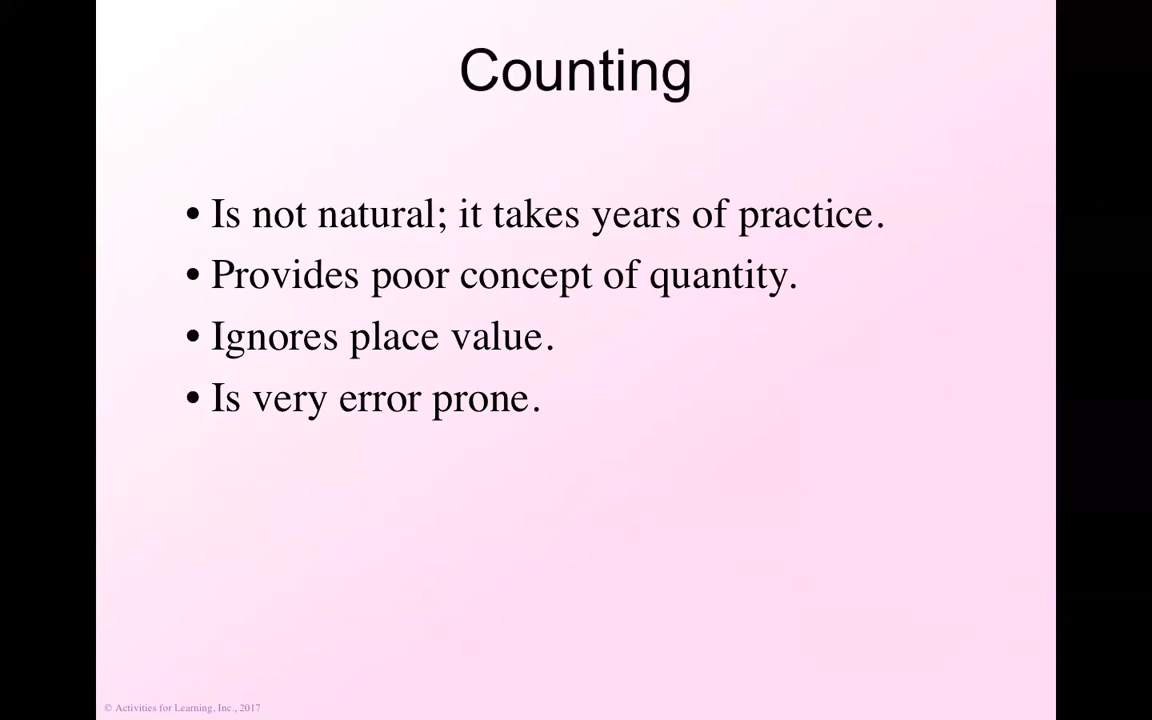 Counting
• Is not natural; it takes years of practice.
• Provides poor concept of quantity.
• Ignores place value.
• Is very error prone.
© Activities for Learning, Inc., 2017